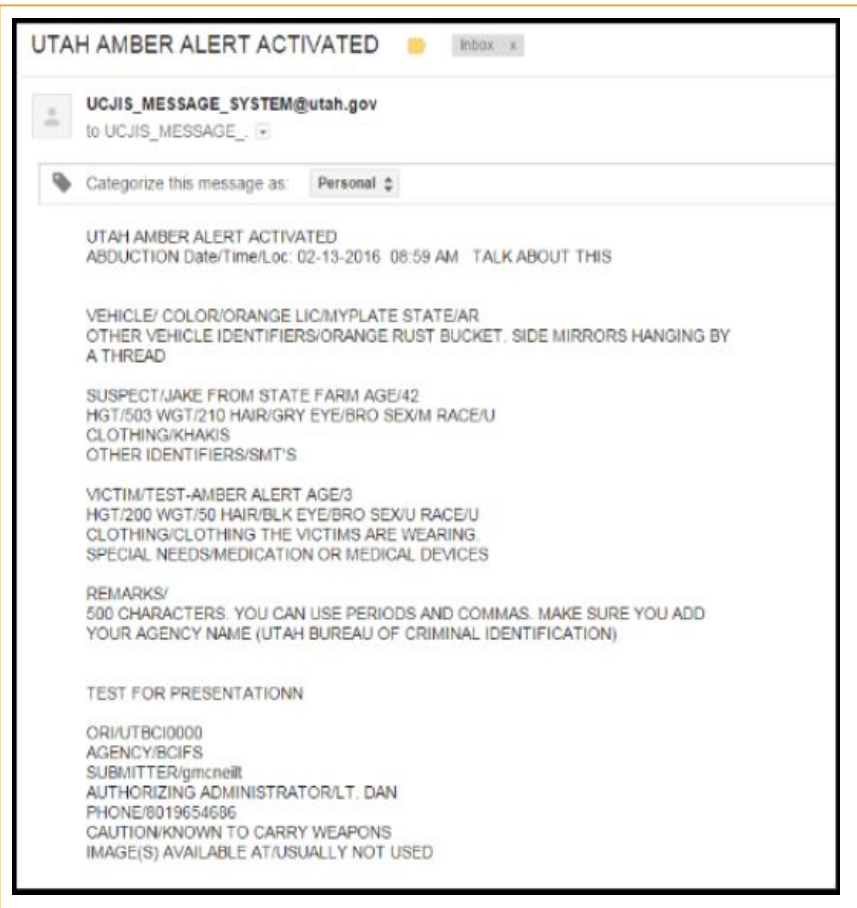 UTAH AMBER ALERT ACTIVATED Inbox x
UCJIS_MESSAGE_SYSTEM@utah.gov
to UCJIS_MESSAGE_.
Categorize this message as: Personal
UTAH AMBER ALERT ACTIVATED
ABDUCTION Date/Time/Loc: 02-13-2016 08:59 AM TALK ABOUT THIS
VEHICLE/ COLOR/ORANGE LIC/MYPLATE STATE/AR
OTHER VEHICLE IDENTIFIERS/ORANGE RUST BUCKET. SIDE MIRRORS HANGING BY
A THREAD
SUSPECT/JAKE FROM STATE FARM AGE/42
HGT/503 WGT/210 HAIR/GRY EYE/BRO SEX/M RACE/U
CLOTHING/KHAKIS
OTHER IDENTIFIERS/SMT'S
VICTIM/TEST-AMBER ALERT AGE/3
HGT/200 WGT/50 HAIR/BLK EYE/BRO SEX/U RACE/U
CLOTHING/CLOTHING THE VICTIMS ARE WEARING.
SPECIAL NEEDS/MEDICATION OR MEDICAL DEVICES
REMARKS/
500 CHARACTERS. YOU CAN USE PERIODS AND COMMAS. MAKE SURE YOU ADD
YOUR AGENCY NAME (UTAH BUREAU OF CRIMINAL IDENTIFICATION)
TEST FOR PRESENTATIONN
ORI/UTBCI0000
AGENCY/BCIFS
SUBMITTER/gmcneilt
AUTHORIZING ADMINISTRATOR/LT. DAN
PHONE/8019654686
CAUTION/KNOWN TO CARRY WEAPONS
IMAGE(S) AVAILABLE AT/USUALLY NOT USED